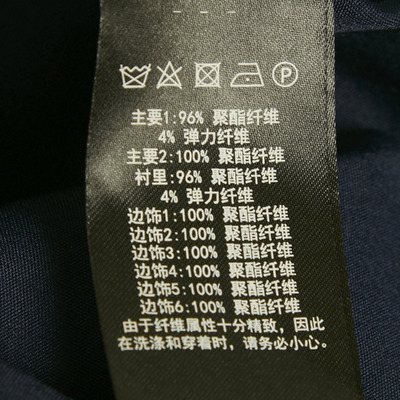 P
主要1:96% 聚酯纤维
4% 弹力纤维
主要2:100% 聚酯纤维
衬里:96% 聚酯纤维
4% 弹力纤维
边饰1:100% 聚酯纤维
边饰2:100% 聚酯纤维
边饰3:100% 聚酯纤维
边饰4:100% 聚酯纤维
边饰5:100% 聚酯纤维
边饰6:100% 聚酯纤维
由于纤维属性十分精致，因此
在洗涤和穿着时，请务必小心。